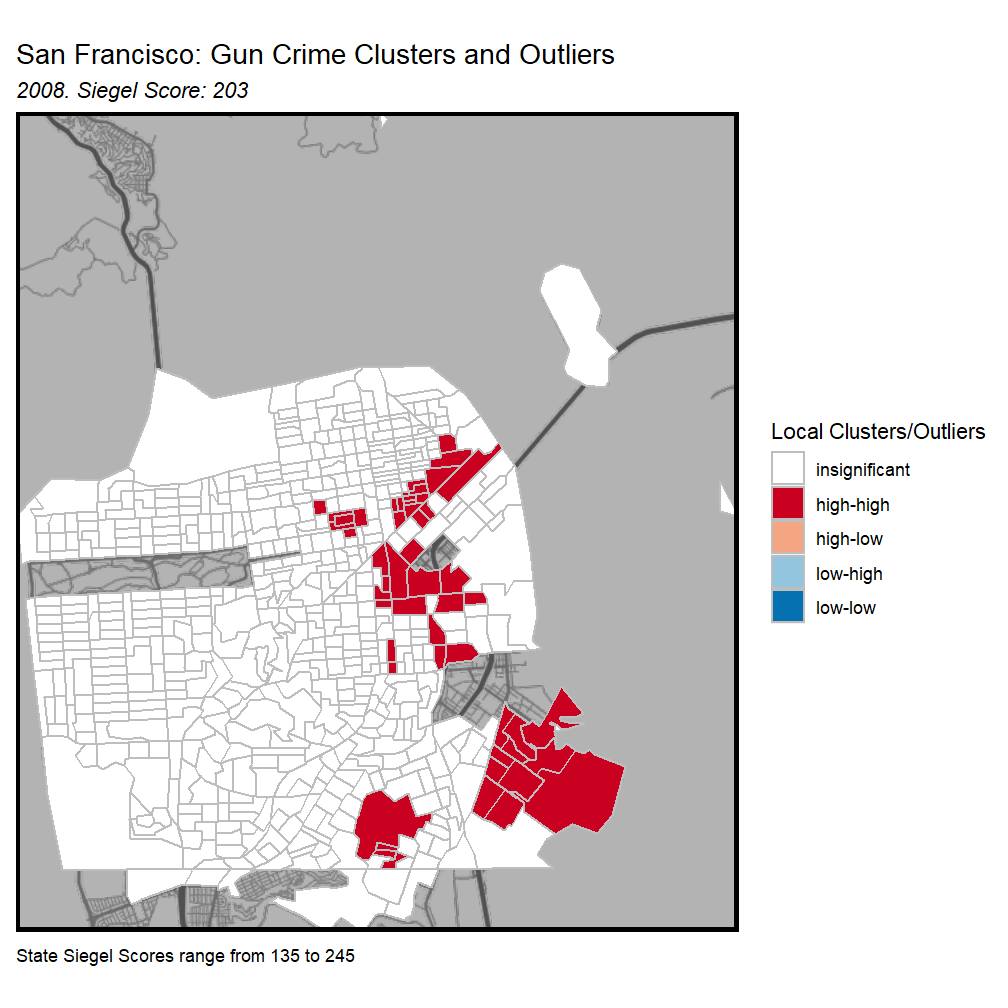 San Francisco: Gun Crime Clusters and Outliers
2008. Siegel Score: 203
Local Clusters/Outliers
insignificant
high-high
high-low
low-high
low-low
State Siegel Scores range from 135 to 245